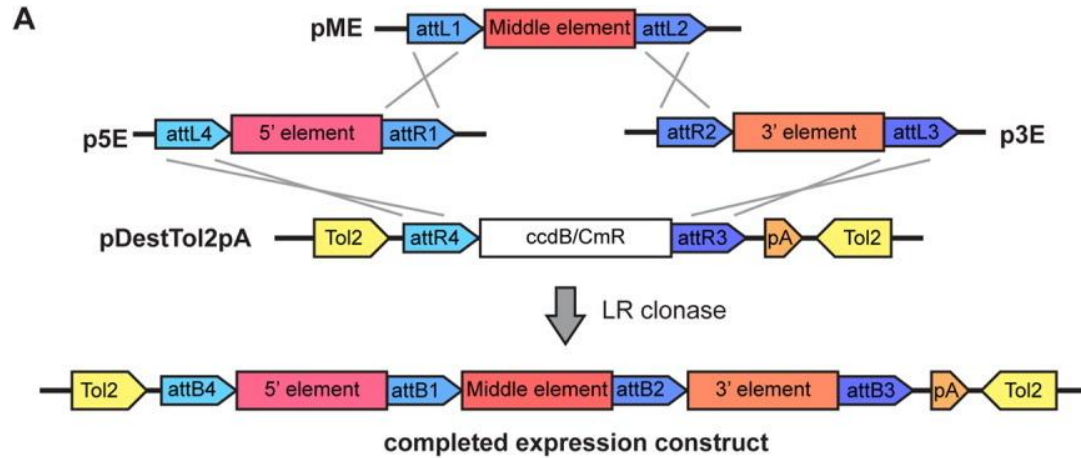 A
pME
attL1 Middle element attL2
p5E attL4 5’ element attR1
attR2 3’ element attL3 p3E
pDestTol2pA Tol2 attR4 ccdB/CmR attR3 pA Tol2
LR clonase
Tol2 attB4 5’ element attB1 Middle element attB2 3’ element attB3 pA Tol2
completed expression construct